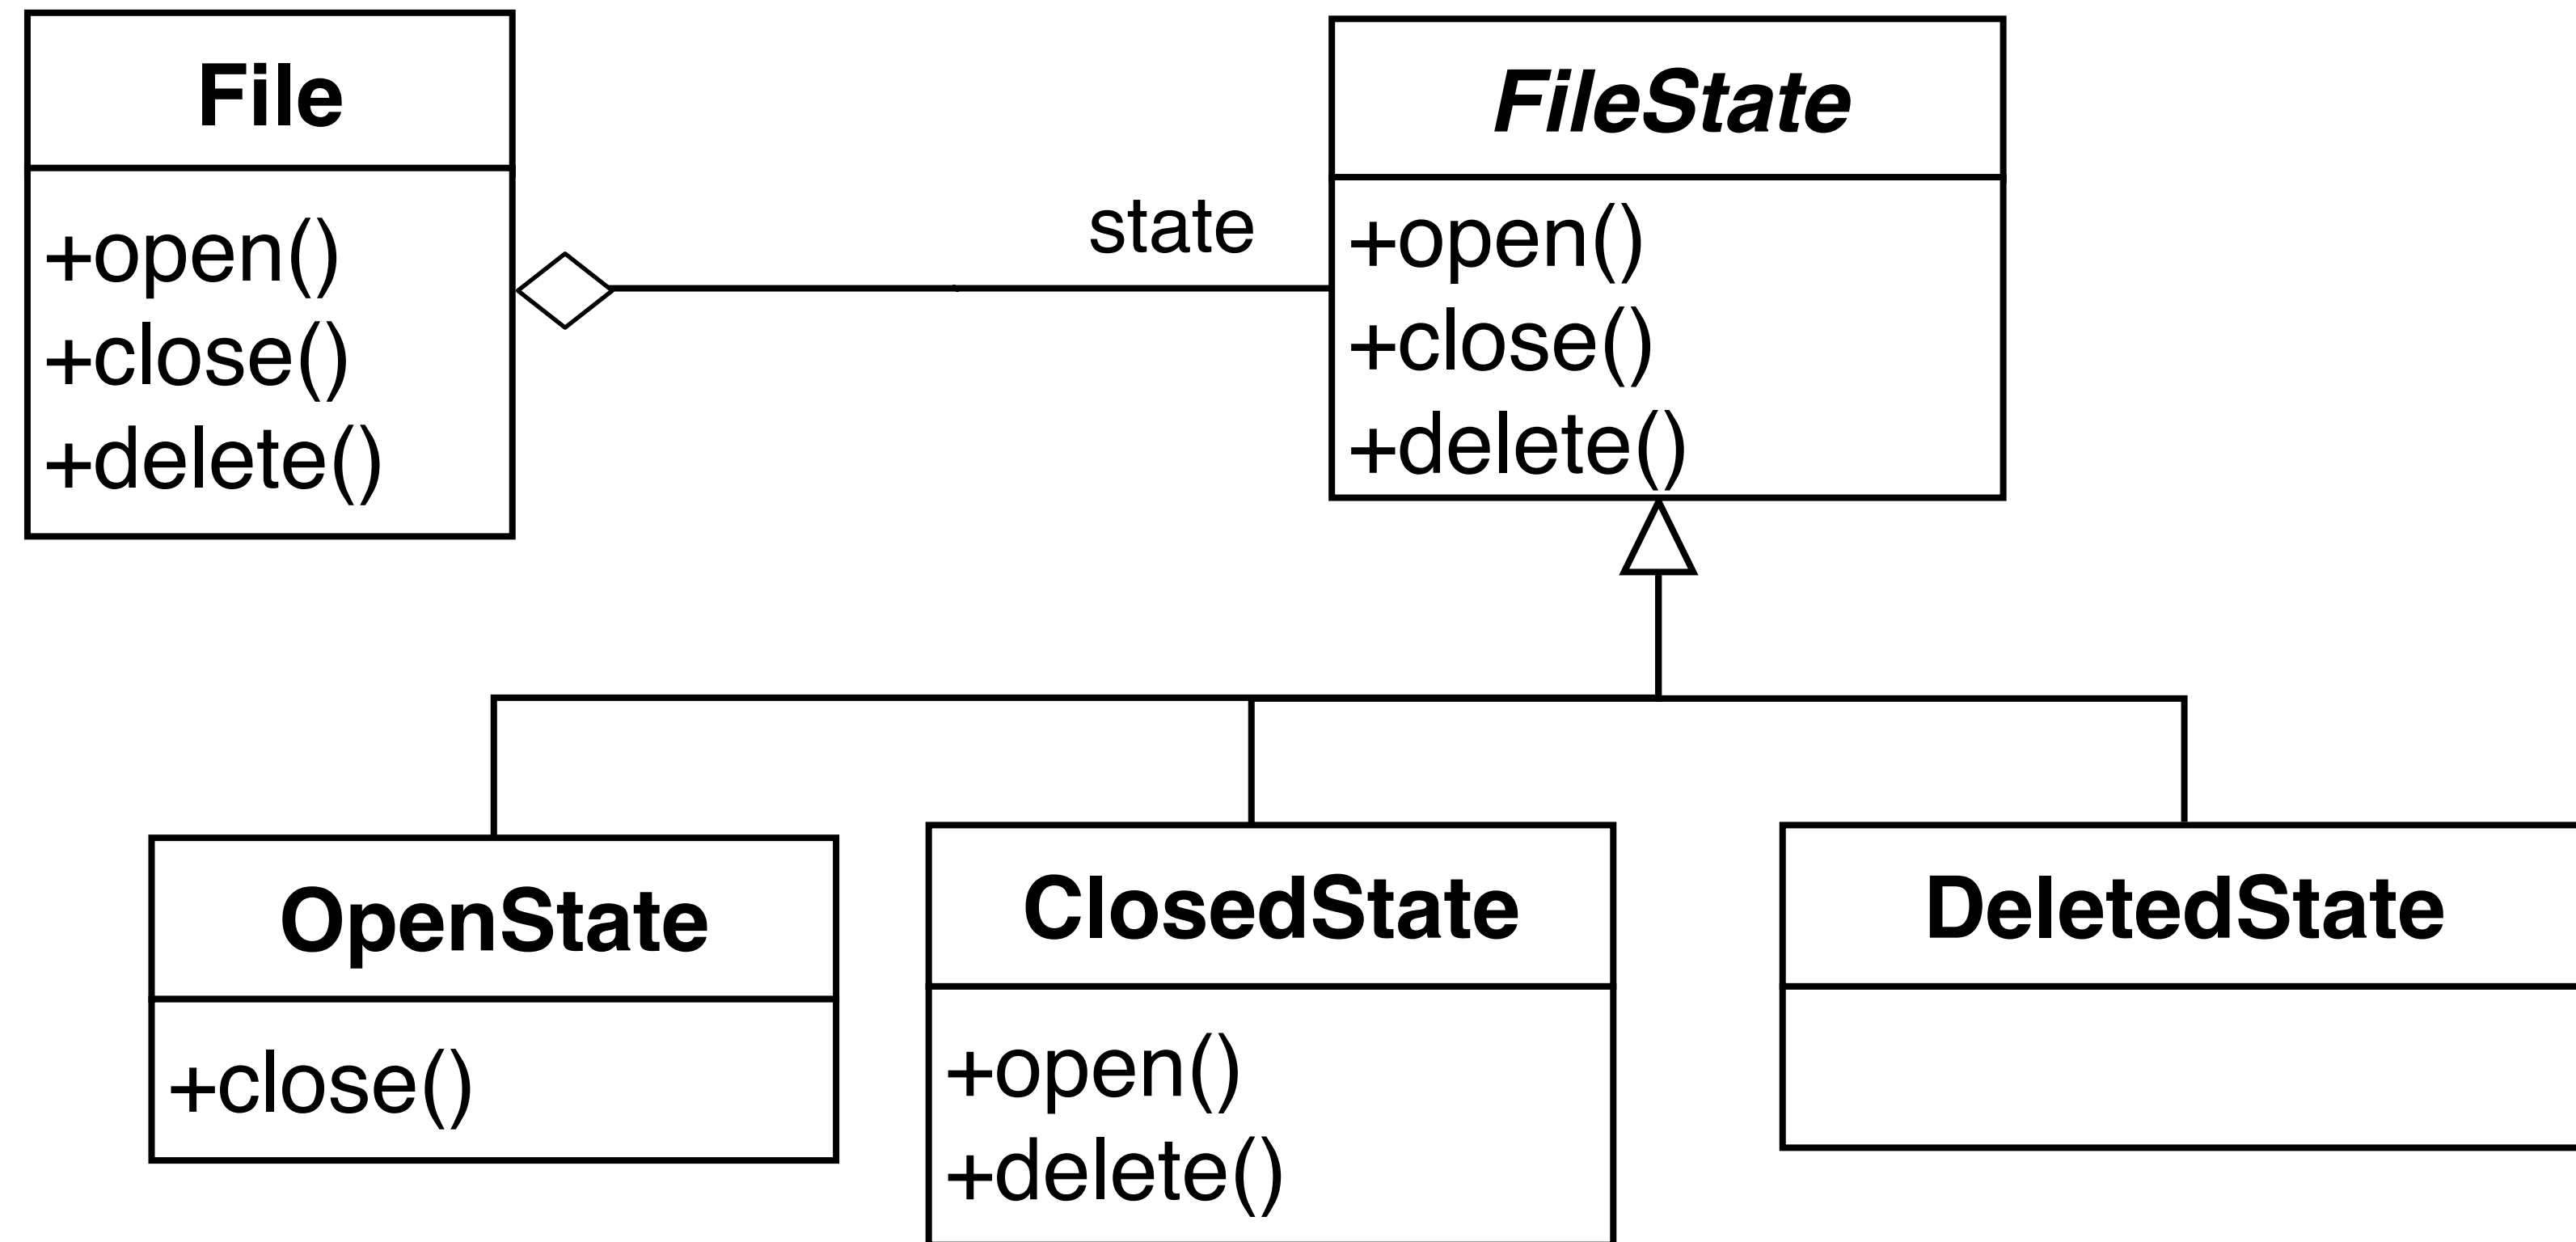 File
+open()
+close()
+delete()
state
FileState
+open()
+close()
+delete()
OpenState
+close()
ClosedState
+open()
+delete()
DeletedState